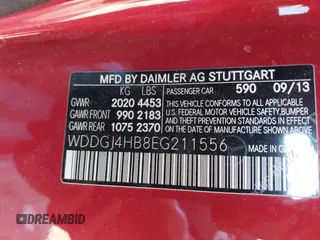 MFD BY DAIMLER AG STUTTGART
KG LBS PASSENGER CAR 590 09/13
GVWR 2020 4453 THIS VEHICLE CONFORMS TO ALL APPLICABLE
GAWR FRONT 990 2183 U.S. FEDERAL MOTOR VEHICLE SAFETY, BUMPER,
GAWR REAR 1075 2370 AND THEFT PREVENTION STANDARDS IN EFFECT
ON THE DATE OF MANUFACTURE SHOWN ABOVE.
WDDGJ4HB8EG211556
DREAMBID